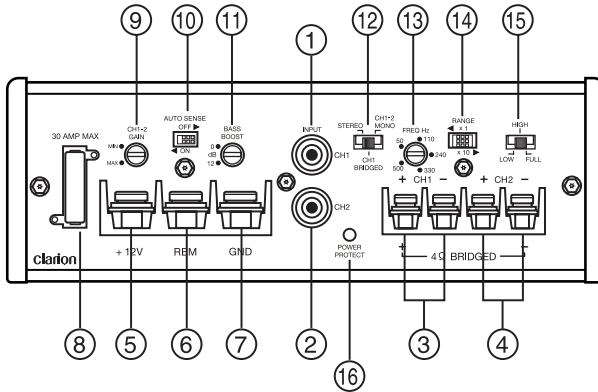 9
10
11
1
12
13
14
15
30 AMP MAX
CH1-2
GAIN
MIN
MAX
AUTO SENSE
OFF
ON
BASS
BOOST
0
dB
12
INPUT
CH1
CH2
STEREO
CH1-2
MONO
CH1
BRIDGED
FREQ Hz
50
110
240
330
500
RANGE
x 1
x 10
HIGH
LOW
FULL
+ CH1 −
+ CH2 −
clarion
+ 12V
REM
GND
POWER
PROTECT
+ 4Ω BRIDGED −
8
5
6
7
2
16
3
4